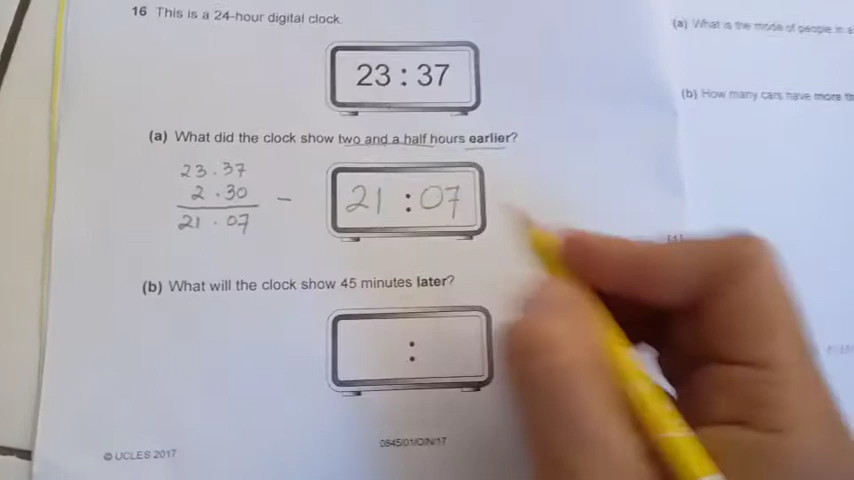 16 This is a 24-hour digital clock.
23 : 37
(a) What did the clock show two and a half hours earlier?
23.37
2.30 -
21.07
21 : 07
(b) What will the clock show 45 minutes later?
:
© UCLES 2017
0845/01/O/N/17
(a) What is the mode of people in a
(b) How many cars have more th